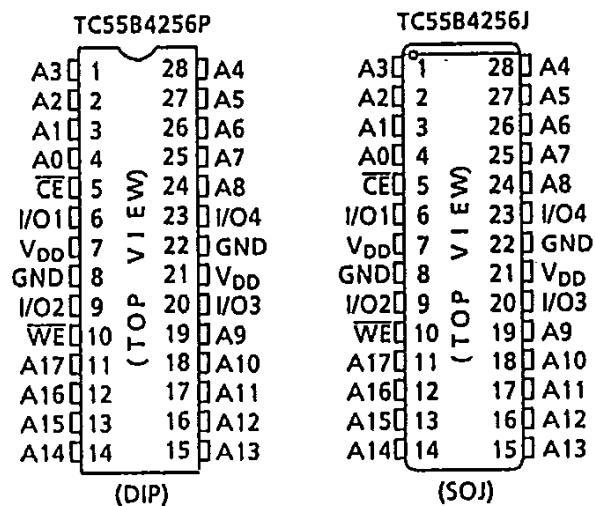 TC55B4256P
A3 1 28 A4
A2 2 27 A5
A1 3 26 A6
A0 4 25 A7
C̅E̅ 5 24 A8
I/O1 6 23 I/O4
VDD 7 22 GND
GND 8 21 VDD
I/O2 9 20 I/O3
W̅E̅ 10 19 A9
A17 11 18 A10
A16 12 17 A11
A15 13 16 A12
A14 14 15 A13
(TOP VIEW)
(DIP)
TC55B4256J
A3 1 28 A4
A2 2 27 A5
A1 3 26 A6
A0 4 25 A7
C̅E̅ 5 24 A8
I/O1 6 23 I/O4
VDD 7 22 GND
GND 8 21 VDD
I/O2 9 20 I/O3
W̅E̅ 10 19 A9
A17 11 18 A10
A16 12 17 A11
A15 13 16 A12
A14 14 15 A13
(TOP VIEW)
(SOJ)